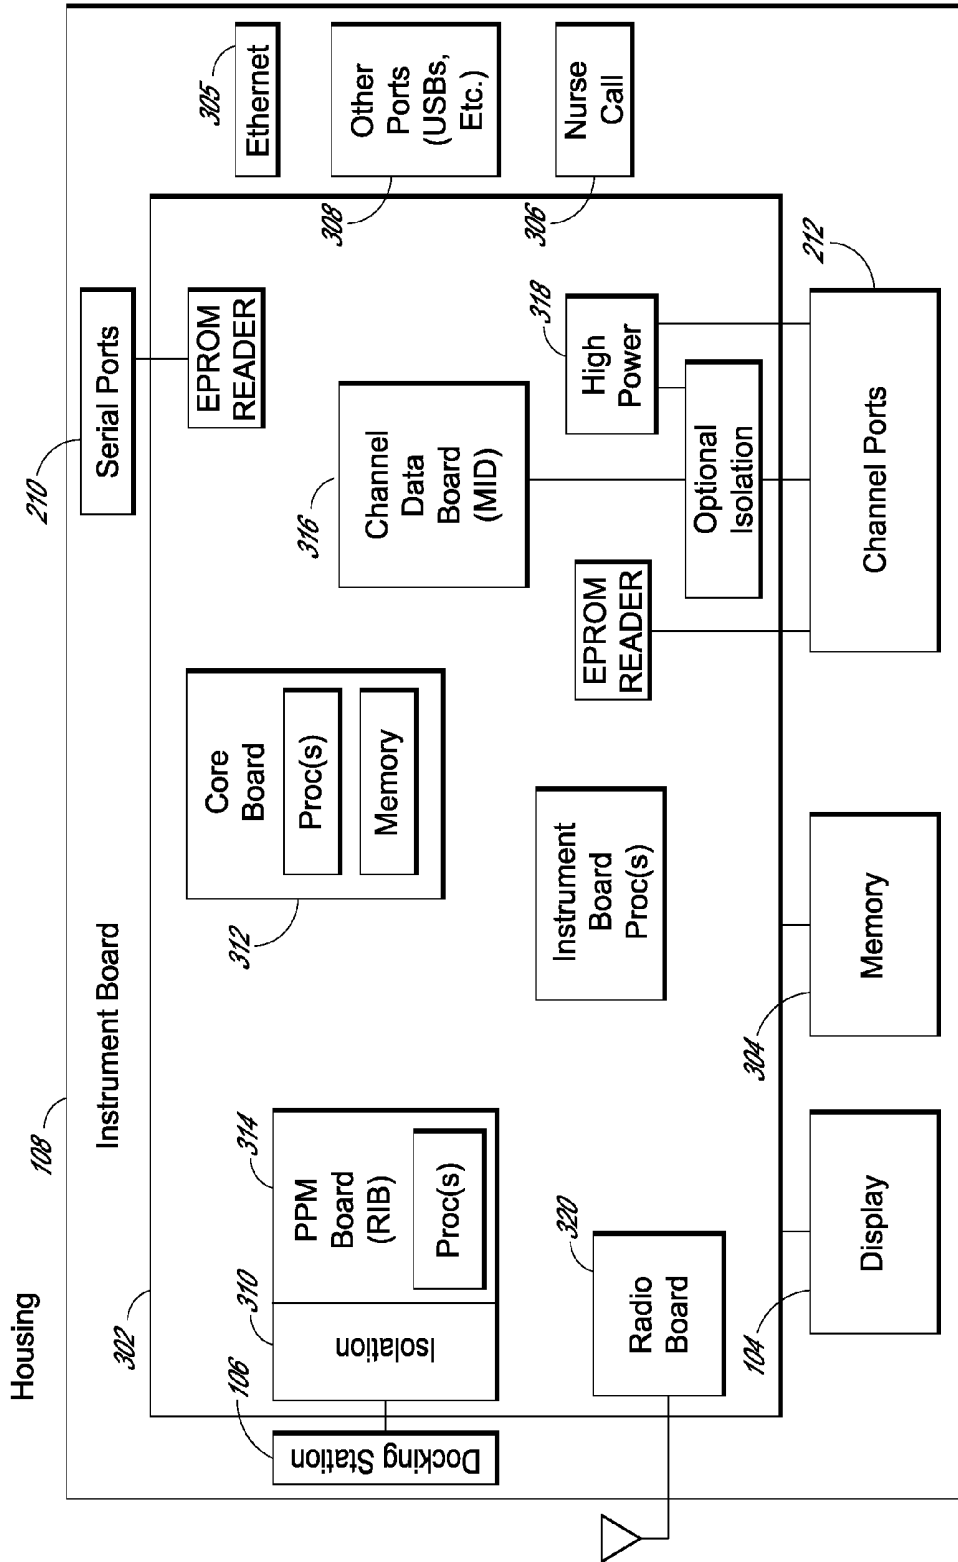 Housing
108
302
Instrument Board
210
Serial Ports
EPROM
READER
305
Ethernet
308
Other
Ports
(USBs,
Etc.)
306
Nurse
Call
106
Docking Station
310
Isolation
314
PPM
Board
(RIB)
Proc(s)
312
Core
Board
Proc(s)
Memory
316
Channel
Data
Board
(MID)
318
High
Power
Optional
Isolation
EPROM
READER
Instrument
Board
Proc(s)
320
Radio
Board
104
Display
304
Memory
212
Channel Ports